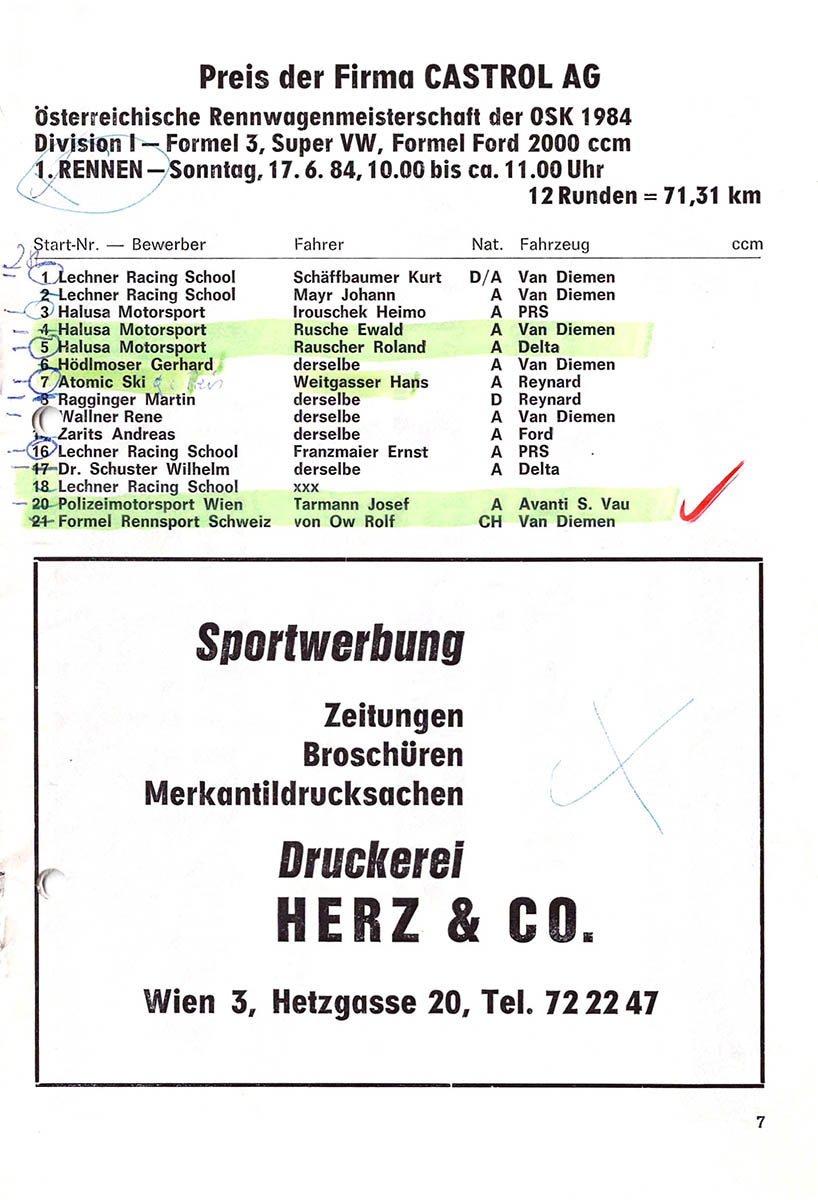 Preis der Firma CASTROL AG
Österreichische Rennwagenmeisterschaft der OSK 1984
Division I — Formel 3, Super VW, Formel Ford 2000 ccm
1. RENNEN — Sonntag, 17. 6. 84, 10.00 bis ca. 11.00 Uhr
12 Runden = 71,31 km
Start-Nr. — Bewerber Fahrer Nat. Fahrzeug ccm
1 Lechner Racing School Schäffbaumer Kurt D/A Van Diemen
2 Lechner Racing School Mayr Johann A Van Diemen
3 Halusa Motorsport Irouschek Heimo A PRS
4 Halusa Motorsport Rusche Ewald A Van Diemen
5 Halusa Motorsport Rauscher Roland A Delta
6 Hödlmoser Gerhard derselbe A Van Diemen
7 Atomic Ski Weitgasser Hans A Reynard
8 Ragginger Martin derselbe D Reynard
Wallner Rene derselbe A Van Diemen
Zarits Andreas derselbe A Ford
16 Lechner Racing School Franzmaier Ernst A PRS
17 Dr. Schuster Wilhelm derselbe A Delta
18 Lechner Racing School xxx
20 Polizeimotorsport Wien Tarmann Josef A Avanti S. Vau
21 Formel Rennsport Schweiz von Ow Rolf CH Van Diemen
Sportwerbung
Zeitungen
Broschüren
Merkantildrucksachen
Druckerei
HERZ & CO.
Wien 3, Hetzgasse 20, Tel. 72 22 47
7